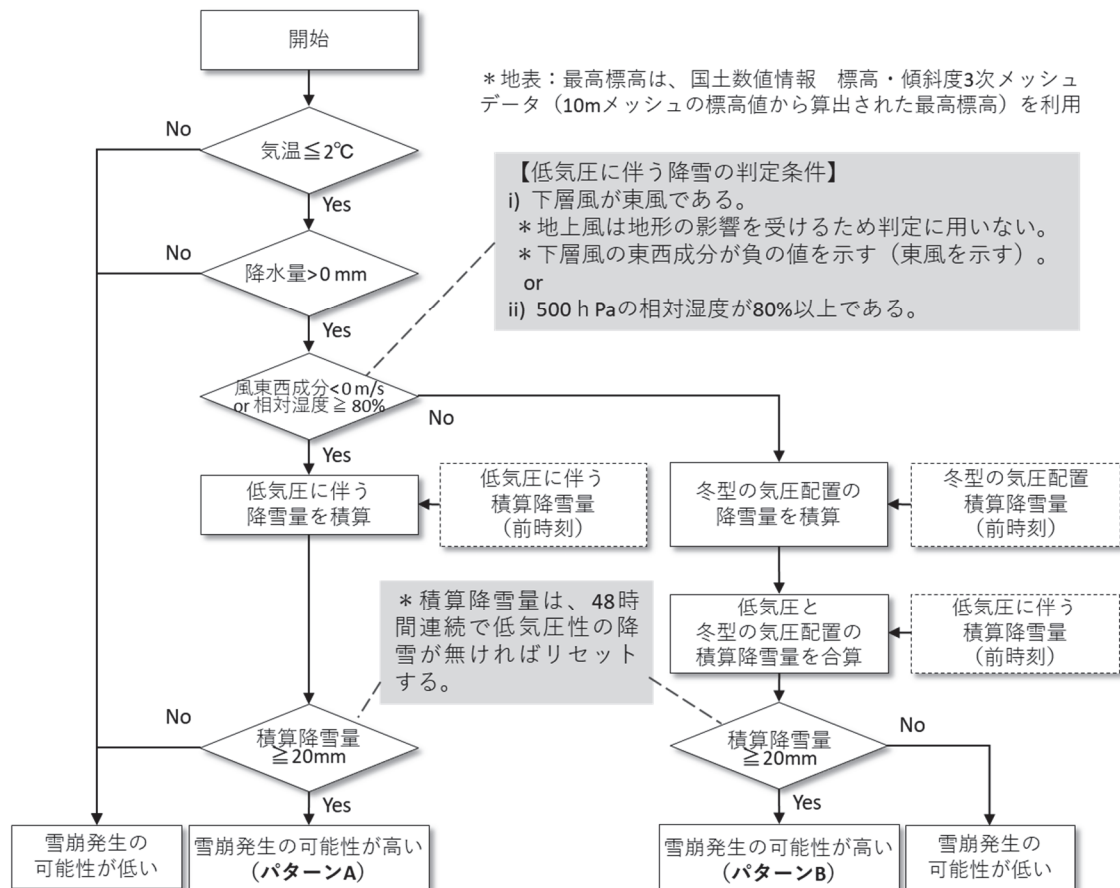 開始
＊地表：最高標高は、国土数値情報　標高・傾斜度3次メッシュ
データ（10mメッシュの標高値から算出された最高標高）を利用
No
気温≦2℃
Yes
【低気圧に伴う降雪の判定条件】
i) 下層風が東風である。
＊地上風は地形の影響を受けるため判定に用いない。
＊下層風の東西成分が負の値を示す（東風を示す）。
or
ii) 500ｈPaの相対湿度が80%以上である。
No
降水量>0 mm
Yes
風東西成分<0 m/s
or 相対湿度≧80%
No
Yes
低気圧に伴う
降雪量を積算
低気圧に伴う
積算降雪量
(前時刻)
冬型の気圧配置の
降雪量を積算
冬型の気圧配置
積算降雪量
(前時刻)
＊積算降雪量は、48時
間連続で低気圧性の降
雪が無ければリセット
する。
低気圧と
冬型の気圧配置の
積算降雪量を合算
低気圧に伴う
積算降雪量
(前時刻)
No
積算降雪量
≧20mm
Yes
積算降雪量
≧20mm
No
Yes
雪崩発生の
可能性が低い
雪崩発生の可能性が高い
（パターンA）
雪崩発生の可能性が高い
（パターンB）
雪崩発生の
可能性が低い